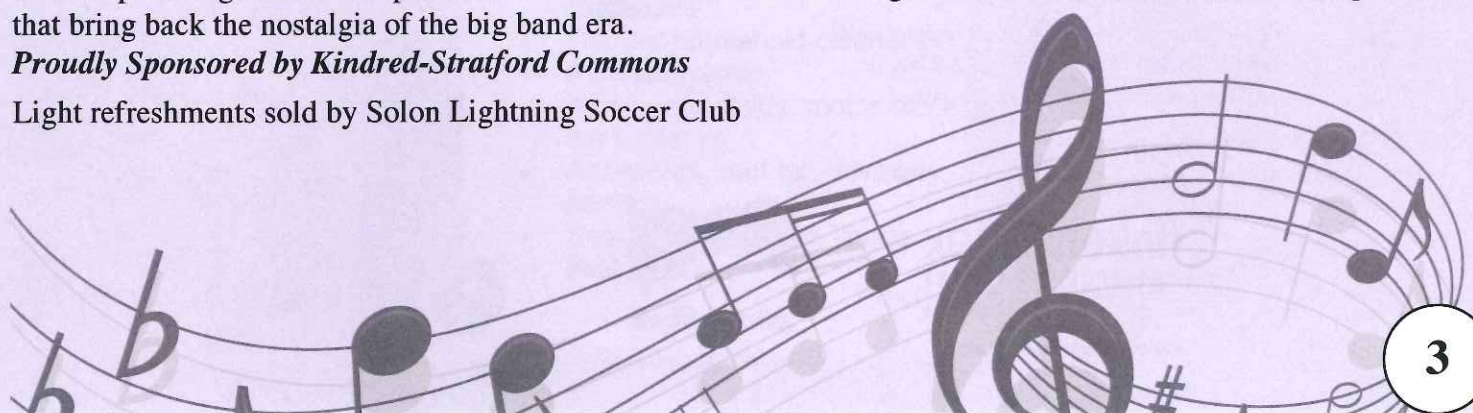 that bring back the nostalgia of the big band era.
Proudly Sponsored by Kindred-Stratford Commons
Light refreshments sold by Solon Lightning Soccer Club
3